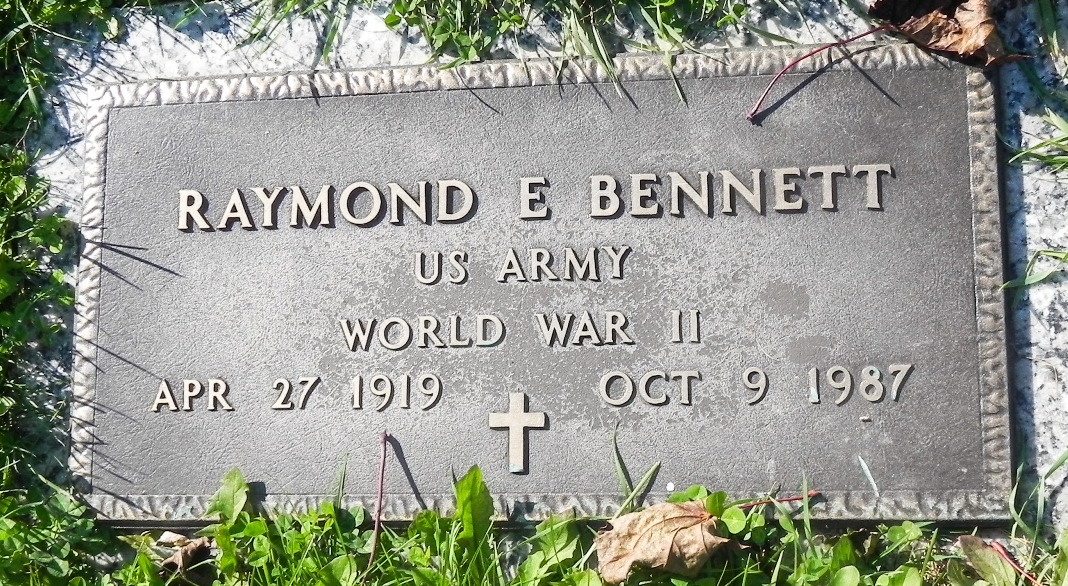 RAYMOND E BENNETT
US ARMY
WORLD WAR II
APR 27 1919 OCT 9 1987